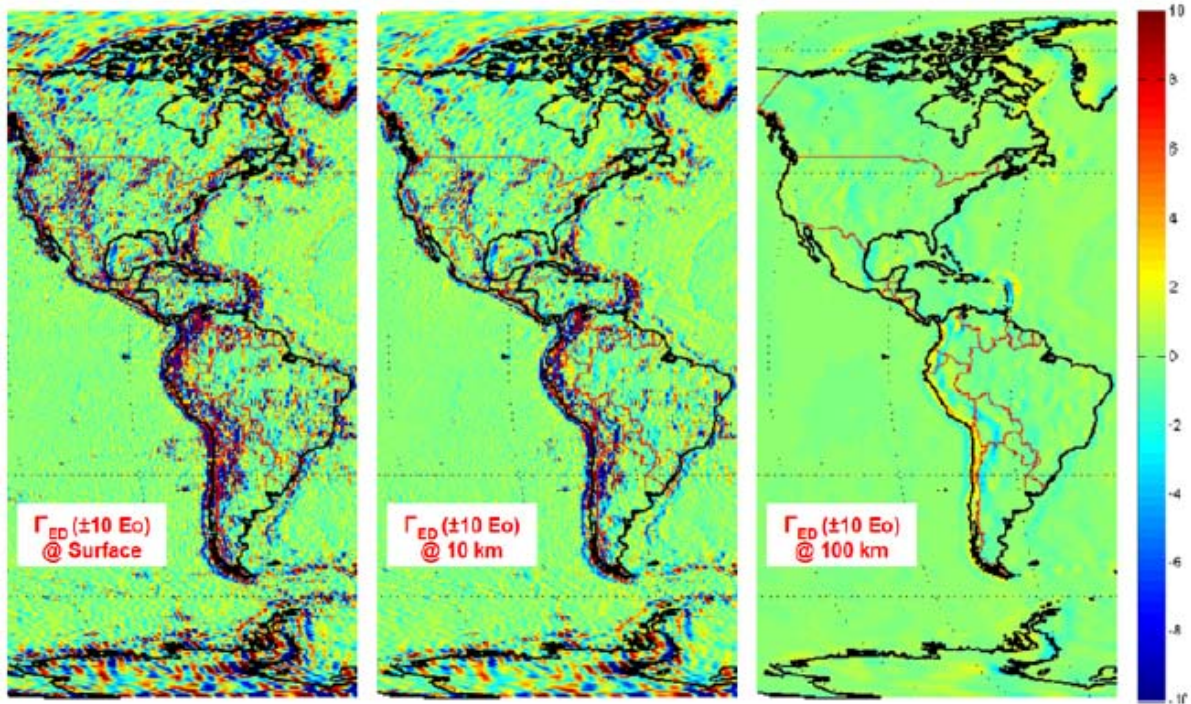 Γ_ED (±10 Eo)
@ Surface
Γ_ED (±10 Eo)
@ 10 km
Γ_ED (±10 Eo)
@ 100 km
10
8
6
4
2
0
-2
-4
-6
-8
-10